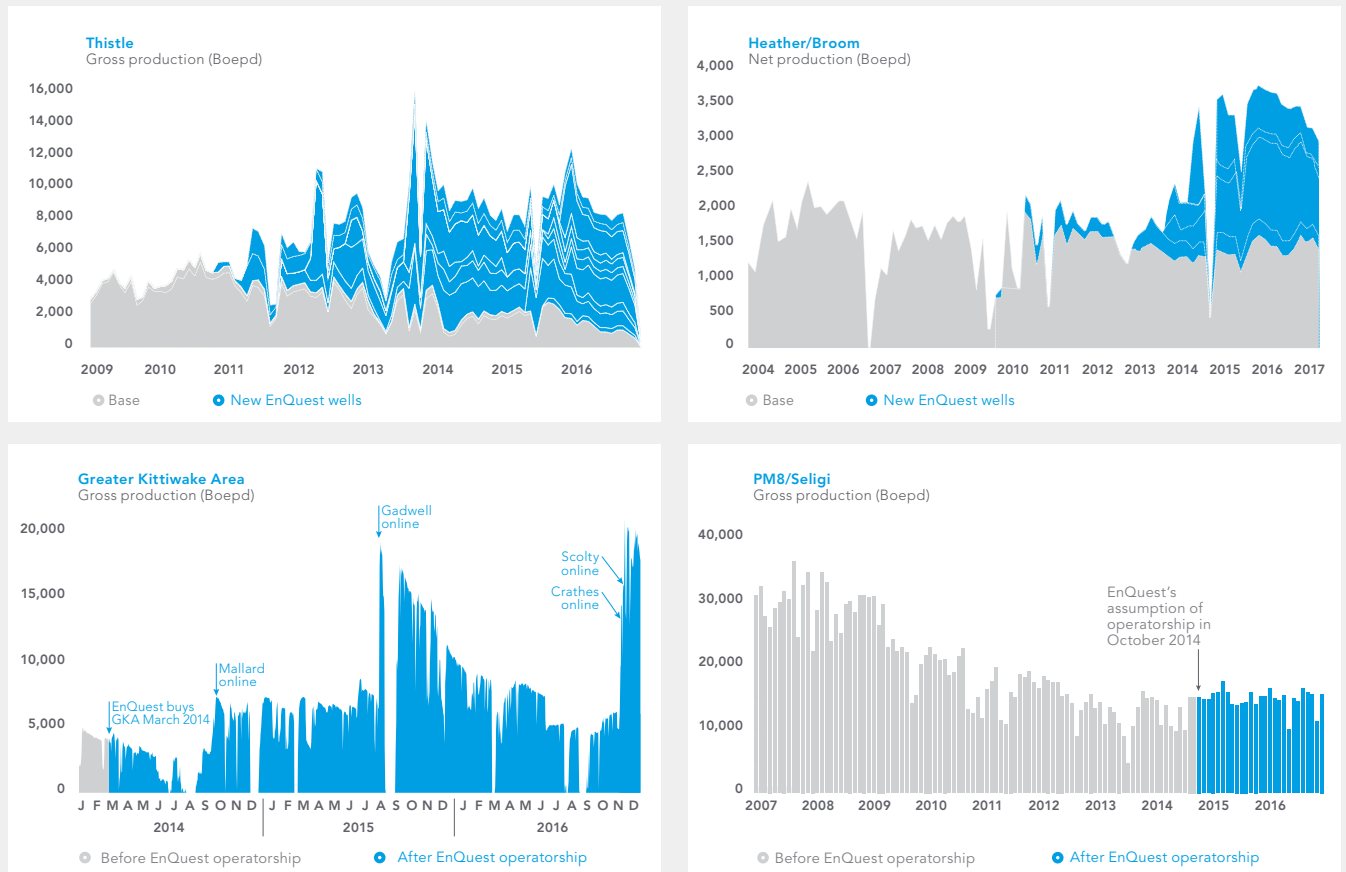 Thistle
Gross production (Boepd)
16,000
14,000
12,000
10,000
8,000
6,000
4,000
2,000
0
2009 2010 2011 2012 2013 2014 2015 2016
Base New EnQuest wells
Heather/Broom
Net production (Boepd)
4,000
3,500
3,000
2,500
2,000
1,500
1,000
500
0
2004 2005 2006 2007 2008 2009 2010 2011 2012 2013 2014 2015 2016 2017
Base New EnQuest wells
Greater Kittiwake Area
Gross production (Boepd)
20,000
15,000
10,000
5,000
0
EnQuest buys
GKA March 2014
Mallard
online
Gadwell
online
Scolty
online
Crathes
online
J F M A M J J A S O N D J F M A M J J A S O N D J F M A M J J A S O N D
2014 2015 2016
Before EnQuest operatorship After EnQuest operatorship
PM8/Seligi
Gross production (Boepd)
40,000
30,000
20,000
10,000
0
EnQuest's
assumption of
operatorship in
October 2014
2007 2008 2009 2010 2011 2012 2013 2014 2015 2016
Before EnQuest operatorship After EnQuest operatorship